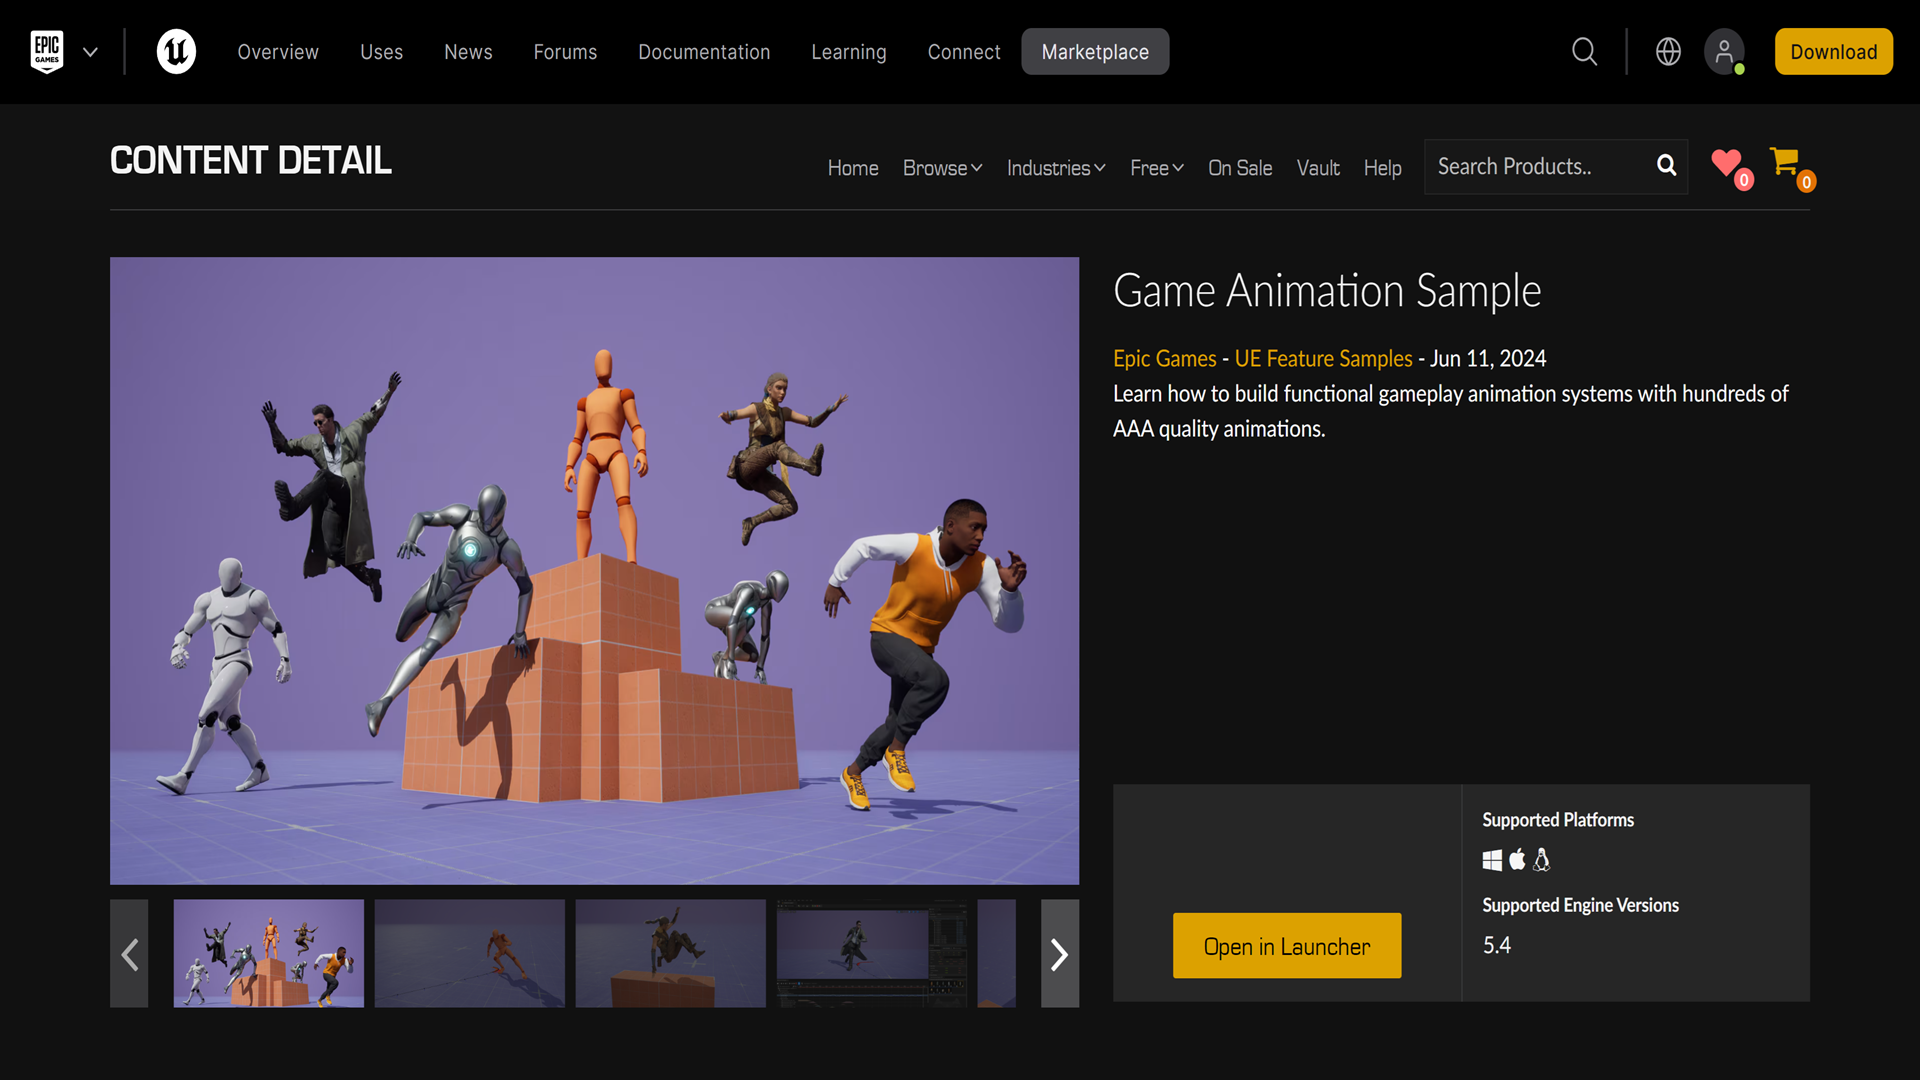 EPIC GAMES
Overview Uses News Forums Documentation Learning Connect Marketplace Download
CONTENT DETAIL
Home Browse Industries Free On Sale Vault Help Search Products.. 0 0
Game Animation Sample
Epic Games - UE Feature Samples - Jun 11, 2024
Learn how to build functional gameplay animation systems with hundreds of
AAA quality animations.
Supported Platforms
Supported Engine Versions
5.4
Open in Launcher